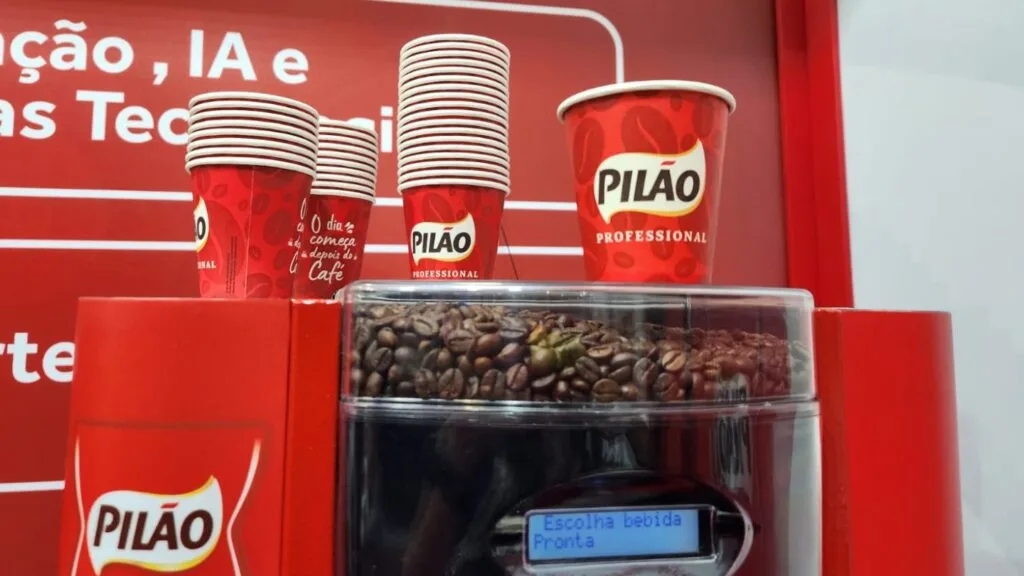 ção , IA e
as Tec
rte
PILÃO
PROFESSIONAL
O dia
começa
depois do
Café
PILÃO
PROFESSIONAL
PILÃO
PROFESSIONAL
PILÃO
Escolha bebida
Pronta